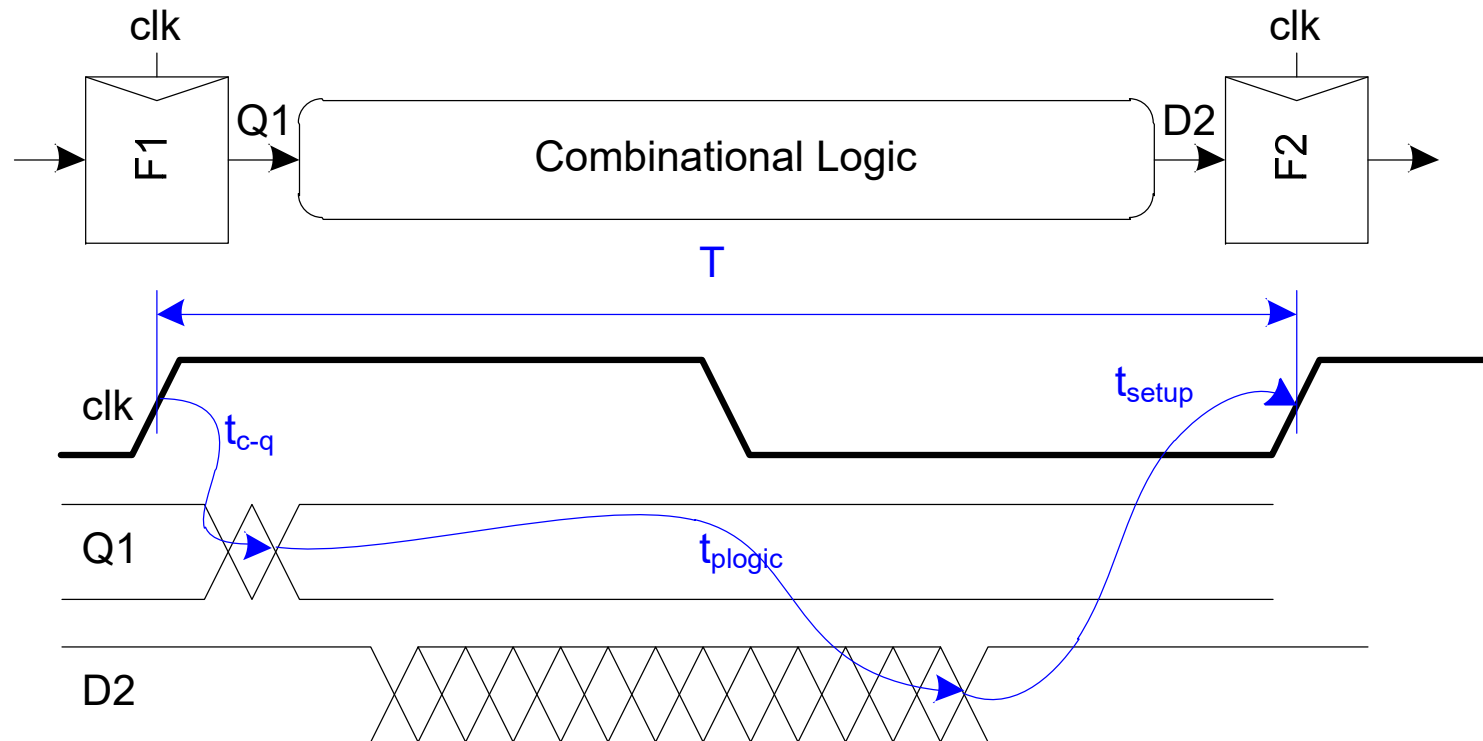 clk
clk
F1
Q1
Combinational Logic
D2
F2
T
clk
tc-q
tsetup
Q1
tplogic
D2